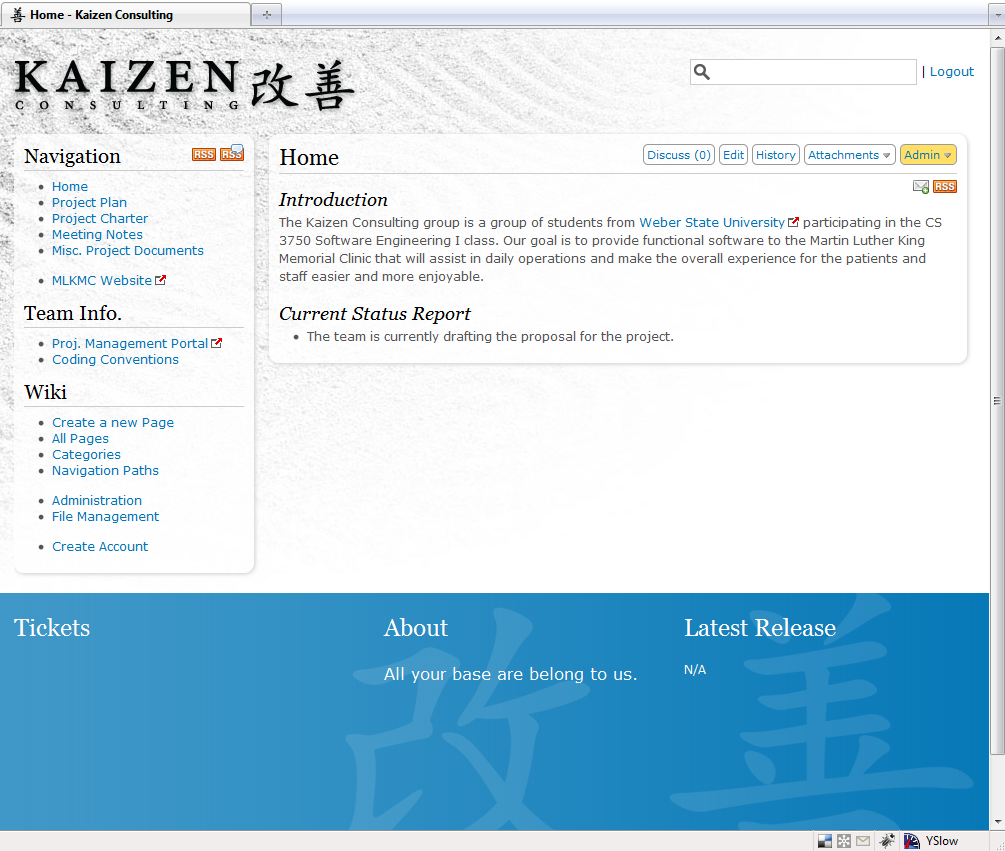 Home - Kaizen Consulting
KAIZEN 改善
CONSULTING
| Logout
Navigation RSS RSS
Home
Project Plan
Project Charter
Meeting Notes
Misc. Project Documents
MLKMC Website
Team Info.
Proj. Management Portal
Coding Conventions
Wiki
Create a new Page
All Pages
Categories
Navigation Paths
Administration
File Management
Create Account
Home Discuss (0) Edit History Attachments Admin
RSS
Introduction
The Kaizen Consulting group is a group of students from Weber State University participating in the CS
3750 Software Engineering I class. Our goal is to provide functional software to the Martin Luther King
Memorial Clinic that will assist in daily operations and make the overall experience for the patients and
staff easier and more enjoyable.
Current Status Report
The team is currently drafting the proposal for the project.
Tickets
About
All your base are belong to us.
Latest Release
N/A
改善
YSlow